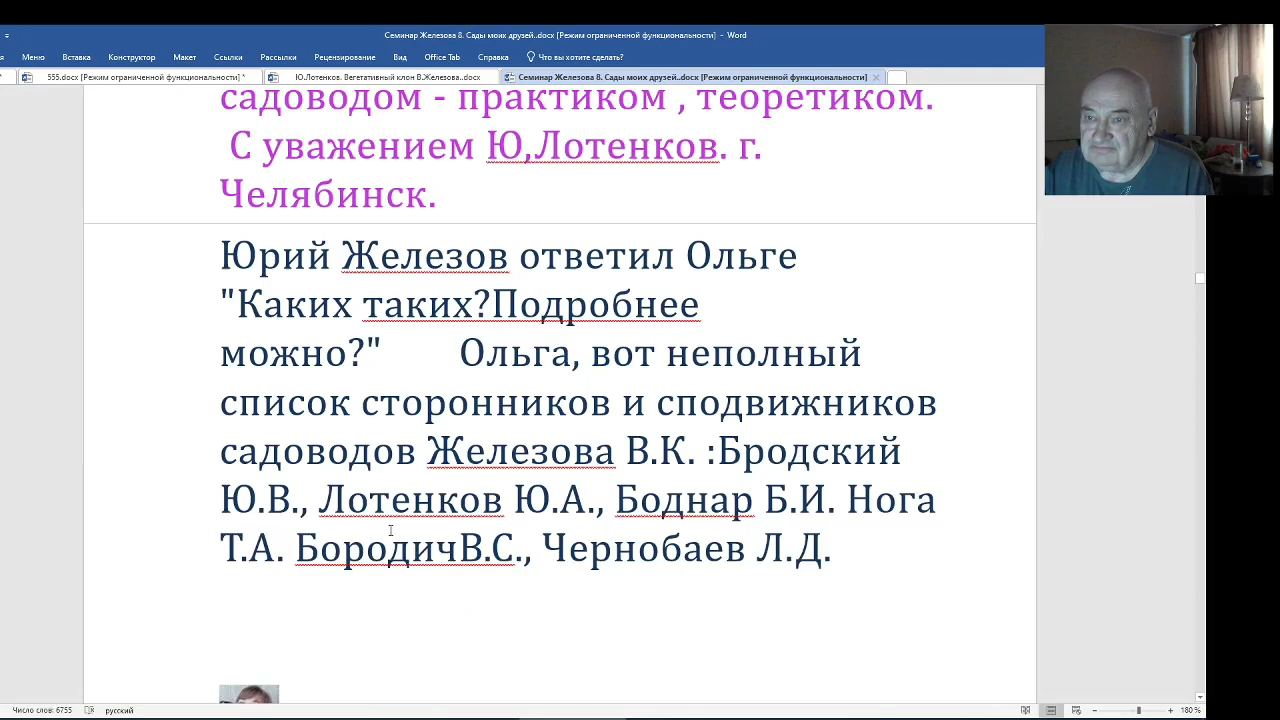 Семинар Железова 8. Сады моих друзей..docx [Режим ограниченной функциональности] - Word
Меню Вставка Конструктор Макет Ссылки Рассылки Рецензирование Вид Office Tab Справка Что вы хотите сделать?
555.docx [Режим ограниченной функциональности] * Ю.Лотенков. Вегетативный клон В.Железова..docx Семинар Железова 8. Сады моих друзей..docx [Режим ограниченной функциональности]
садоводом - практиком , теоретиком.
С уважением Ю,Лотенков. г.
Челябинск.
Юрий Железов ответил Ольге
"Каких таких?Подробнее
можно?" Ольга, вот неполный
список сторонников и сподвижников
садоводов Железова В.К. :Бродский
Ю.В., Лотенков Ю.А., Боднар Б.И. Нога
Т.А. БородичВ.С., Чернобаев Л.Д.
Число слов: 6755 русский 180 %